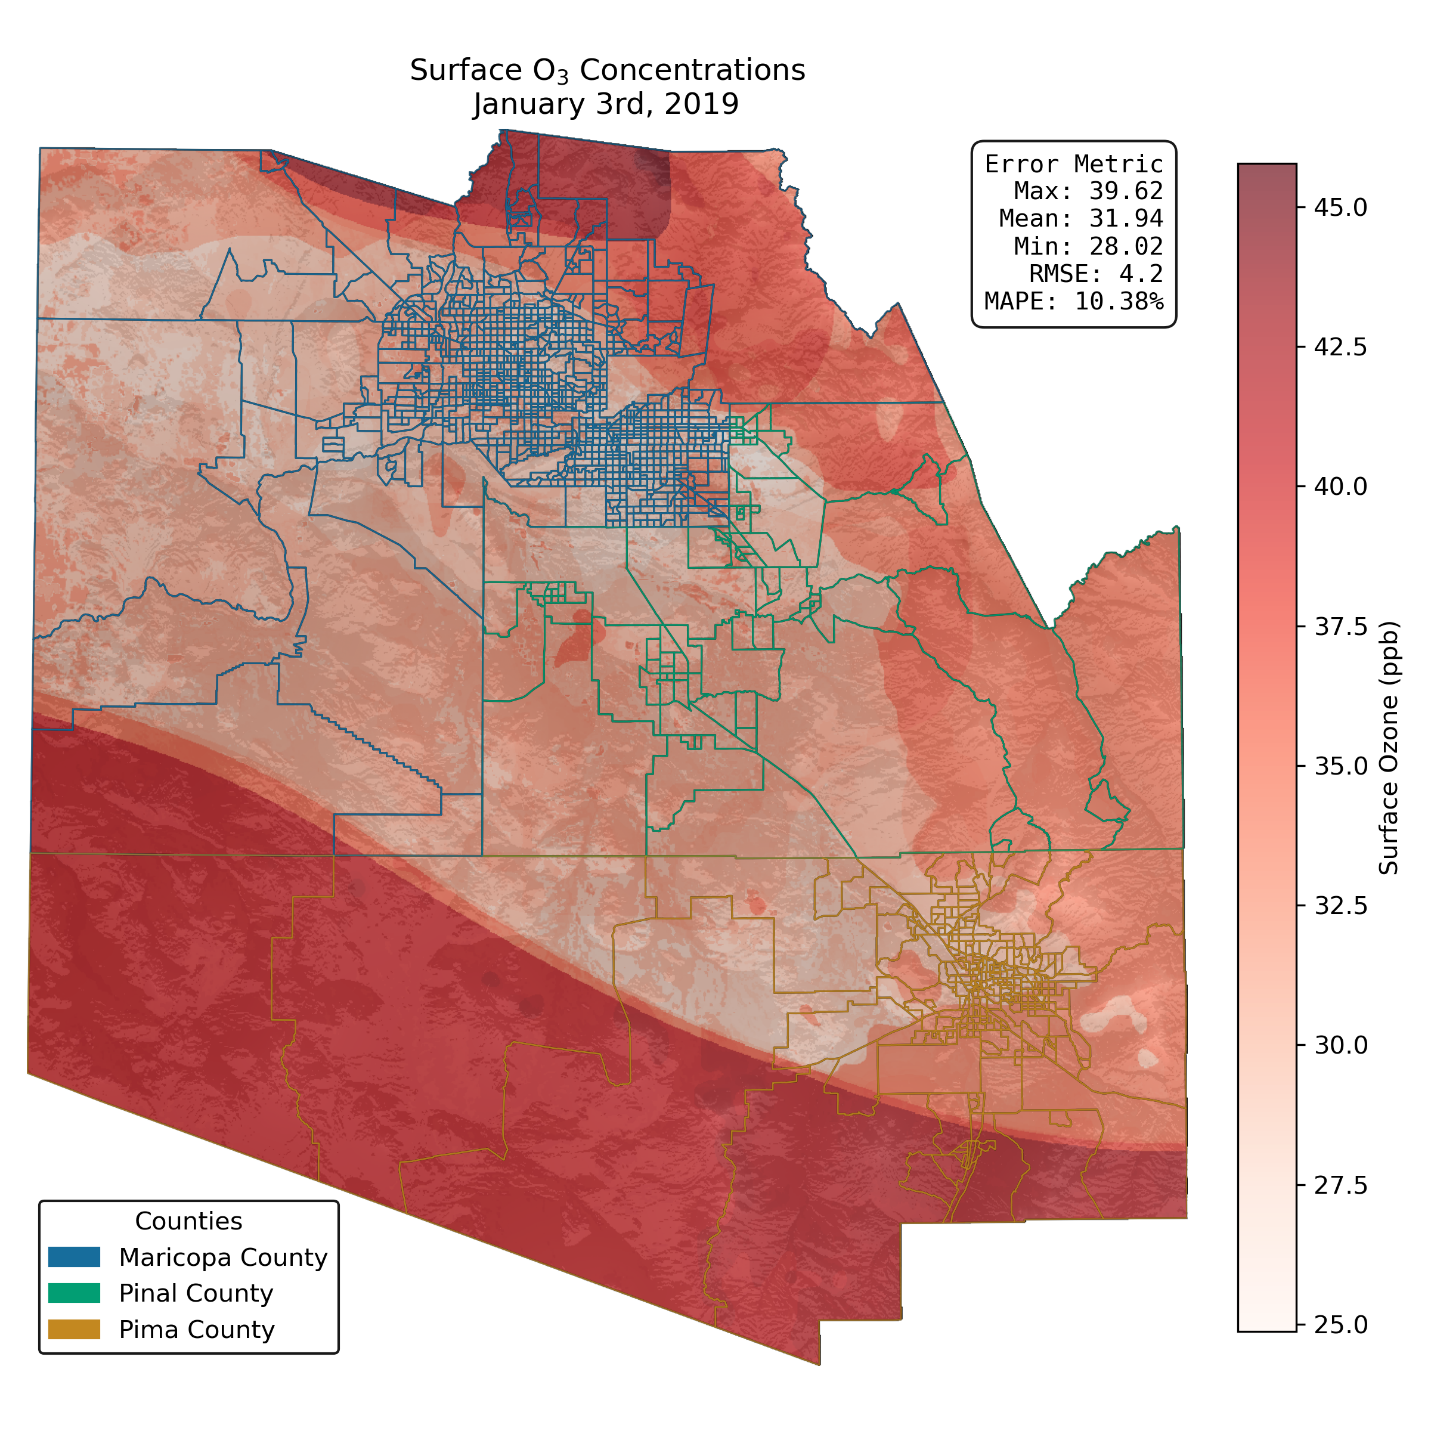 Surface O₃ Concentrations
January 3rd, 2019
Error Metric
Max: 39.62
Mean: 31.94
Min: 28.02
RMSE: 4.2
MAPE: 10.38%
45.0
42.5
40.0
37.5
35.0
32.5
30.0
27.5
25.0
Surface Ozone (ppb)
Counties
Maricopa County
Pinal County
Pima County